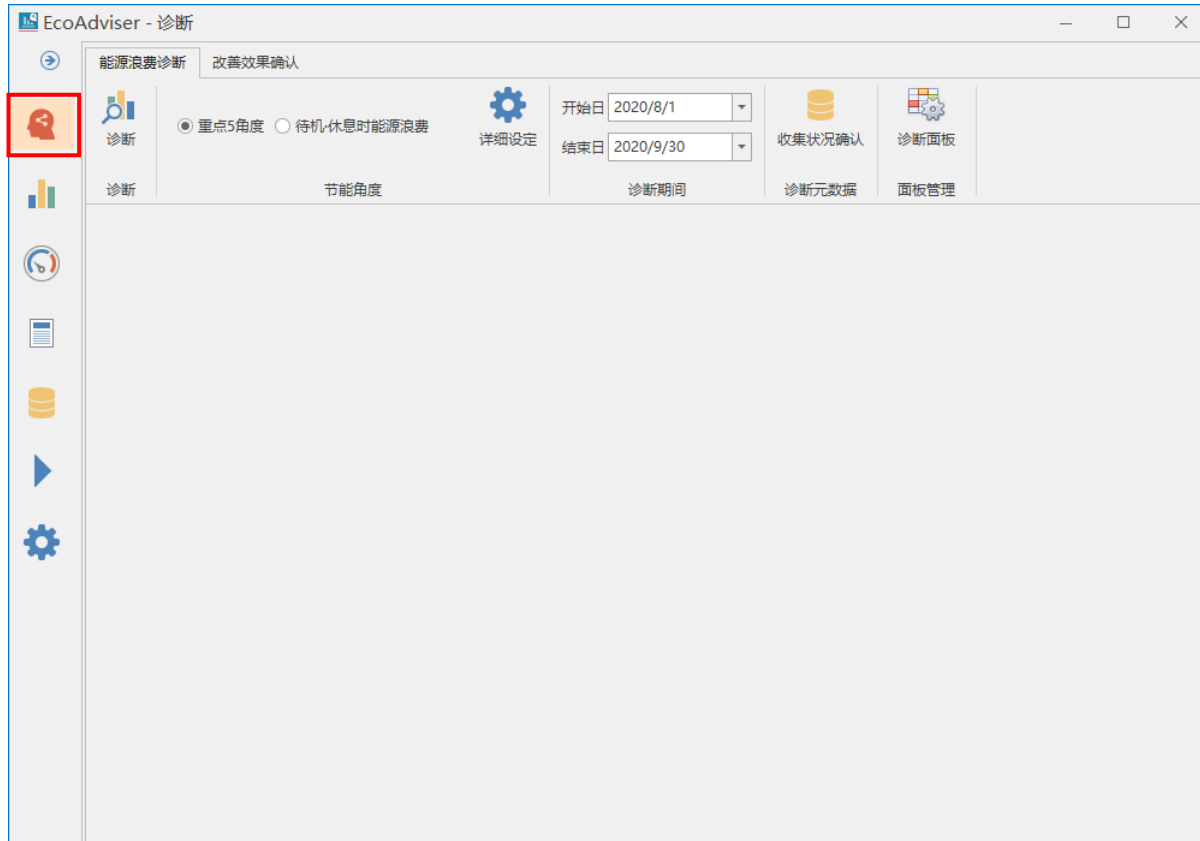 EcoAdviser - 诊断
能源浪费诊断 改善效果确认
诊断
重点5角度 待机·休息时能源浪费
详细设定
开始日 2020/8/1
结束日 2020/9/30
收集状况确认
诊断面板
诊断 节能角度 诊断期间 诊断元数据 面板管理